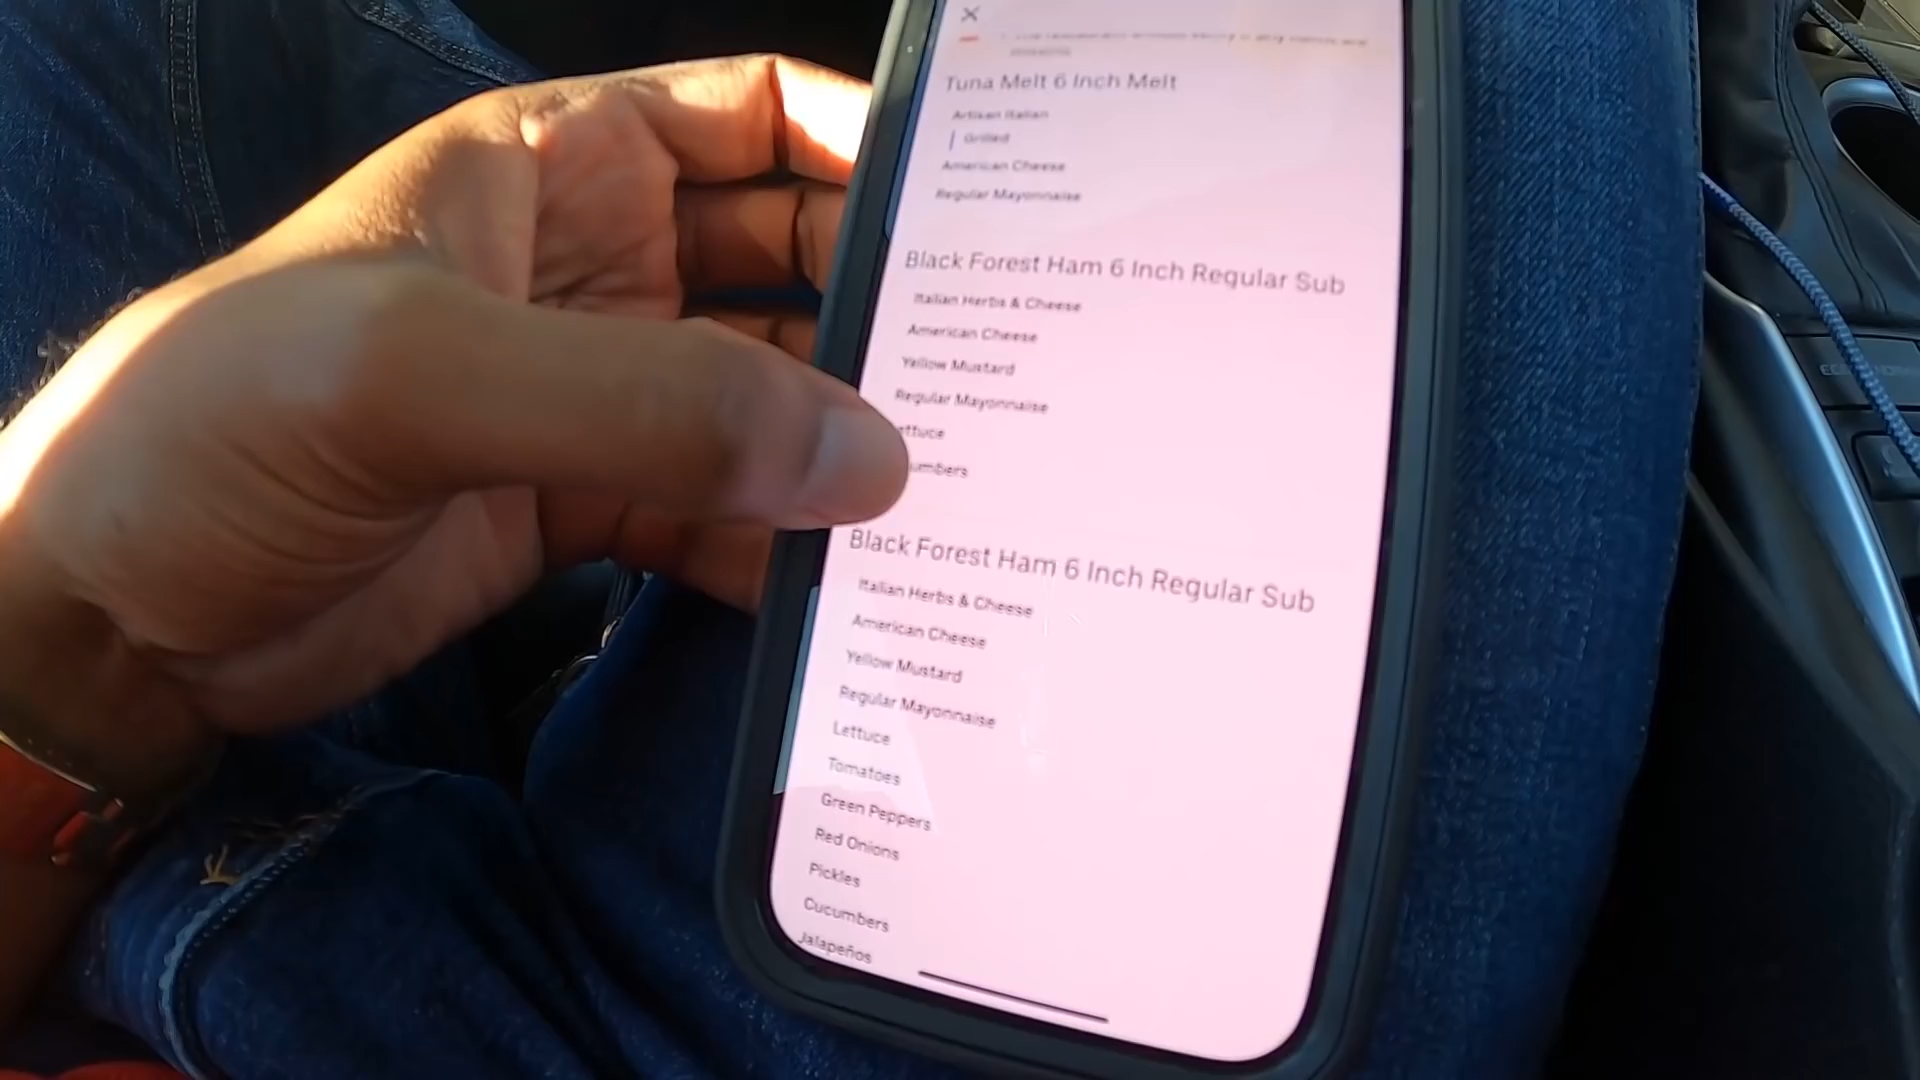 Tuna Melt 6 Inch Melt
Artisan Italian
Grilled
American Cheese
Regular Mayonnaise
Black Forest Ham 6 Inch Regular Sub
Italian Herbs & Cheese
American Cheese
Yellow Mustard
Regular Mayonnaise
ettuce
umbers
Black Forest Ham 6 Inch Regular Sub
Italian Herbs & Cheese
American Cheese
Yellow Mustard
Regular Mayonnaise
Lettuce
Tomatoes
Green Peppers
Red Onions
Pickles
Cucumbers
Jalapeños